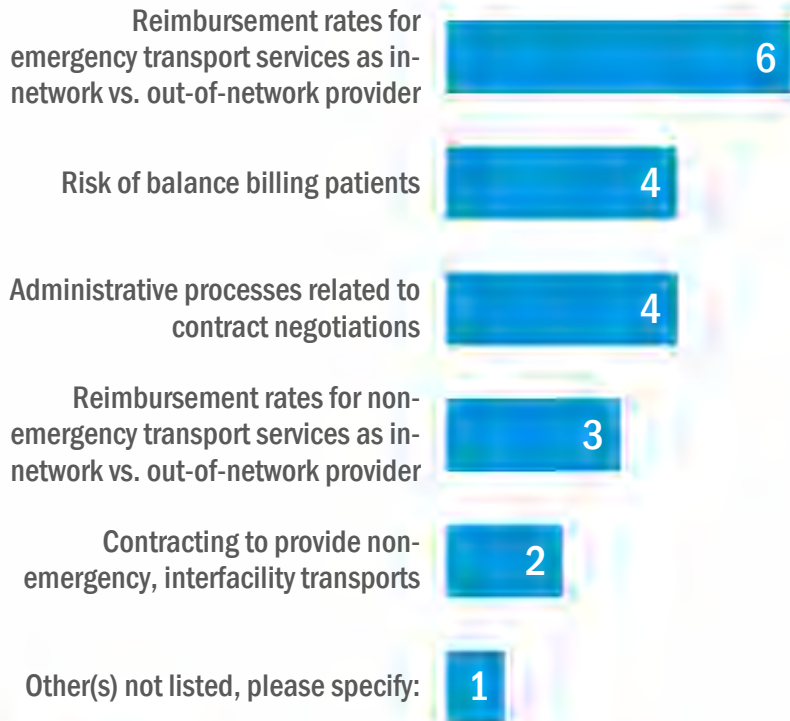 Reimbursement rates for
emergency transport services as in-
network vs. out-of-network provider
6
Risk of balance billing patients
4
Administrative processes related to
contract negotiations
4
Reimbursement rates for non-
emergency transport services as in-
network vs. out-of-network provider
3
Contracting to provide non-
emergency, interfacility transports
2
Other(s) not listed, please specify:
1